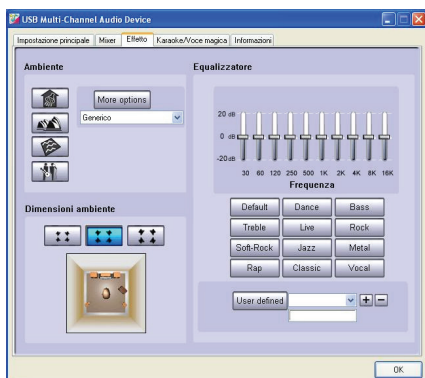 USB Multi-Channel Audio Device
Impostazione principale Mixer Effetto Karaoke/Voce magica Informazioni
Ambiente
More options
Generico
Dimensioni ambiente
Equalizzatore
20 dB
0 dB
-20 dB
30 60 120 250 500 1K 2K 4K 8K 16K
Frequenza
Default Dance Bass
Treble Live Rock
Soft-Rock Jazz Metal
Rap Classic Vocal
User defined
OK